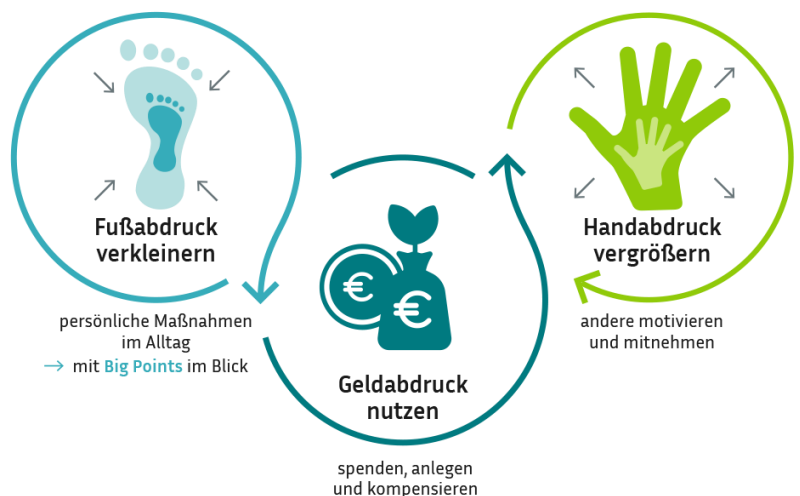 Fußabdruck
verkleinern
persönliche Maßnahmen
im Alltag
→ mit Big Points im Blick
€
€
Geldabdruck
nutzen
spenden, anlegen
und kompensieren
Handabdruck
vergrößern
andere motivieren
und mitnehmen